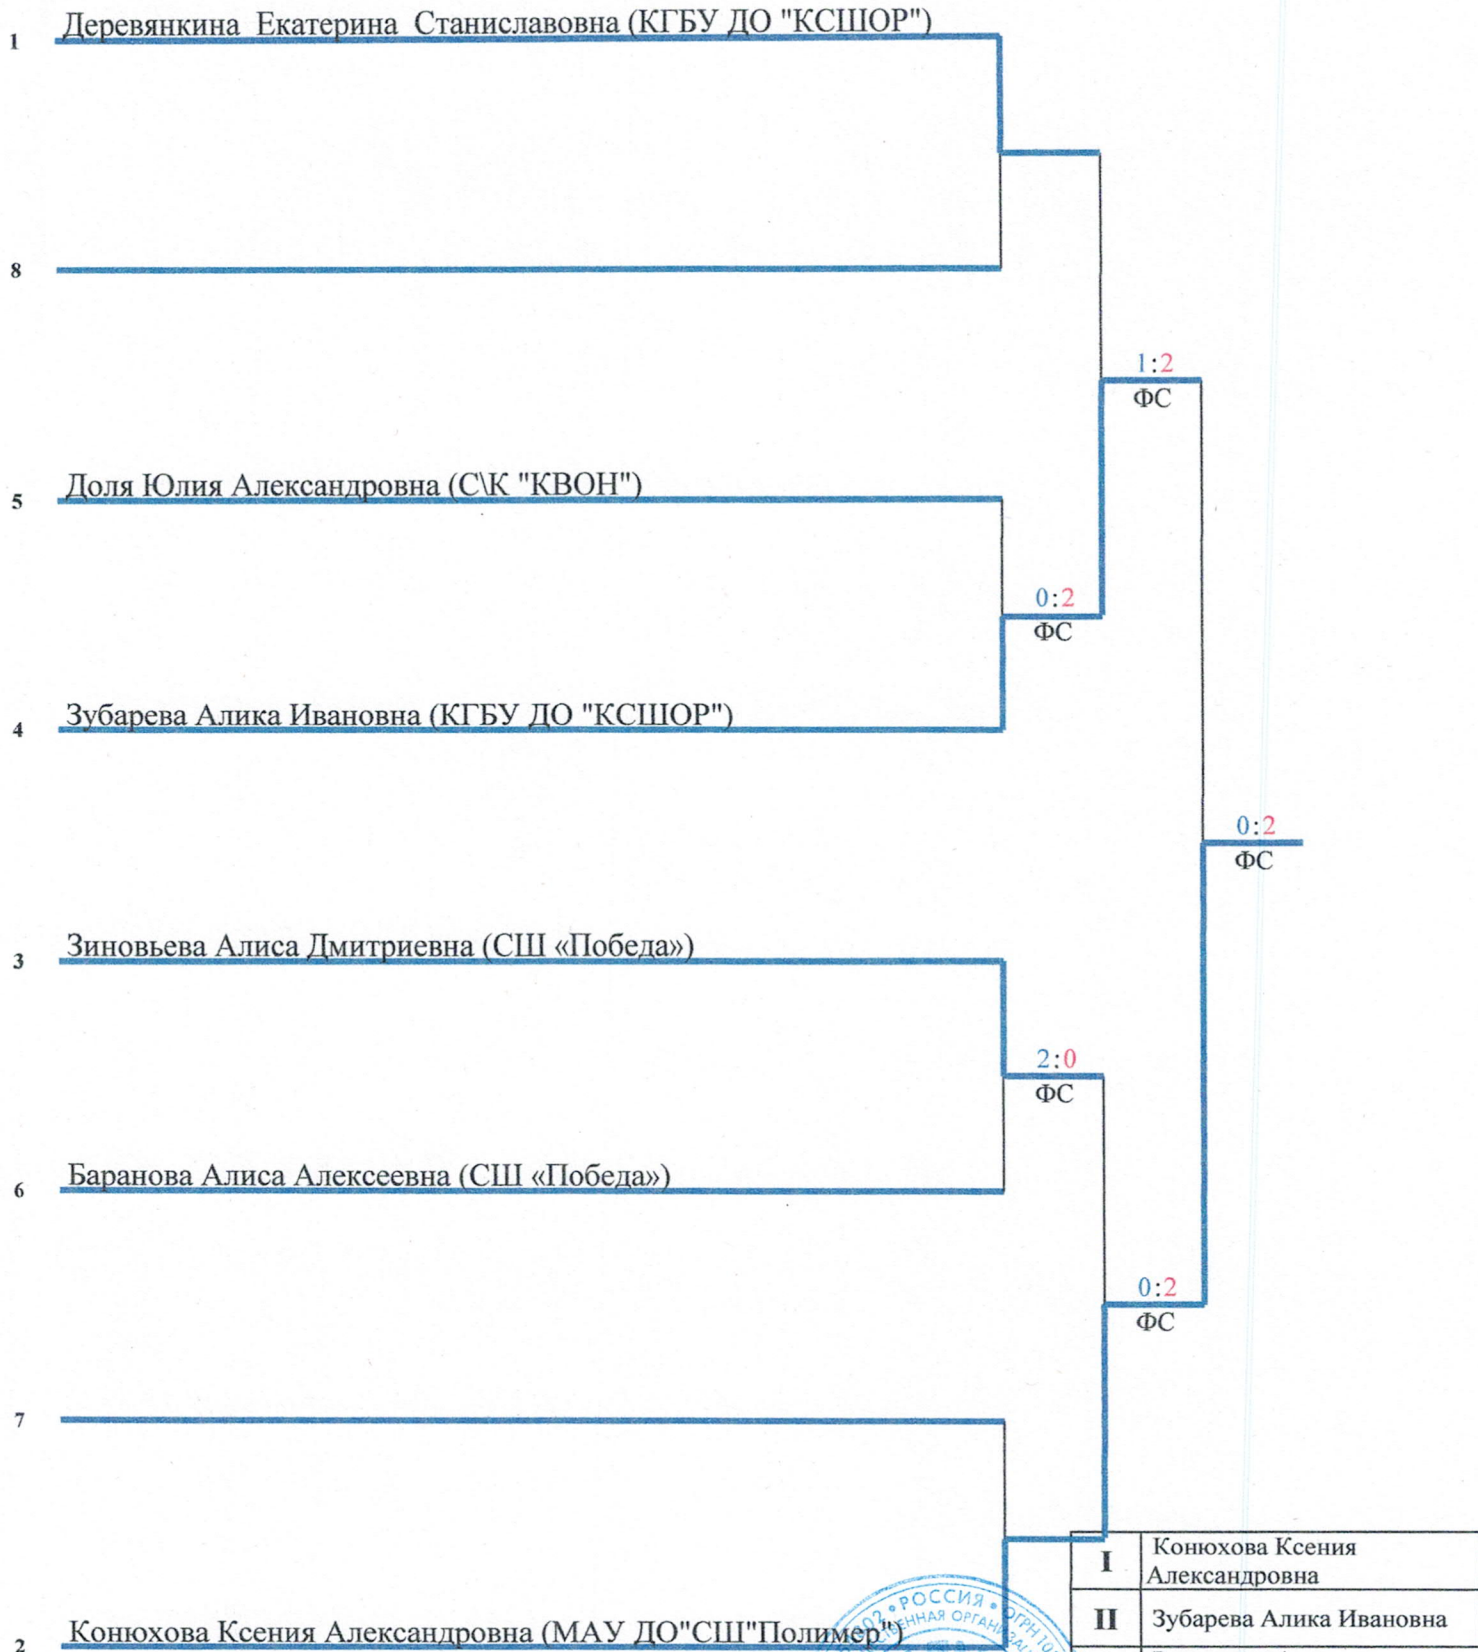 Деревянкина Екатерина Станиславовна (КГБУ ДО "КСШОР")
1
8
1:2
ФС
Доля Юлия Александровна (С\К "КВОН")
5
0:2
ФС
Зубарева Алика Ивановна (КГБУ ДО "КСШОР")
4
0:2
ФС
Зиновьева Алиса Дмитриевна (СШ «Победа»)
3
2:0
ФС
Баранова Алиса Алексеевна (СШ «Победа»)
6
0:2
ФС
7
I Конюхова Ксения
Александровна
РОССИЯ
II Зубарева Алика Ивановна
Конюхова Ксения Александровна (МАУ ДО"СШ"Полимер")
2